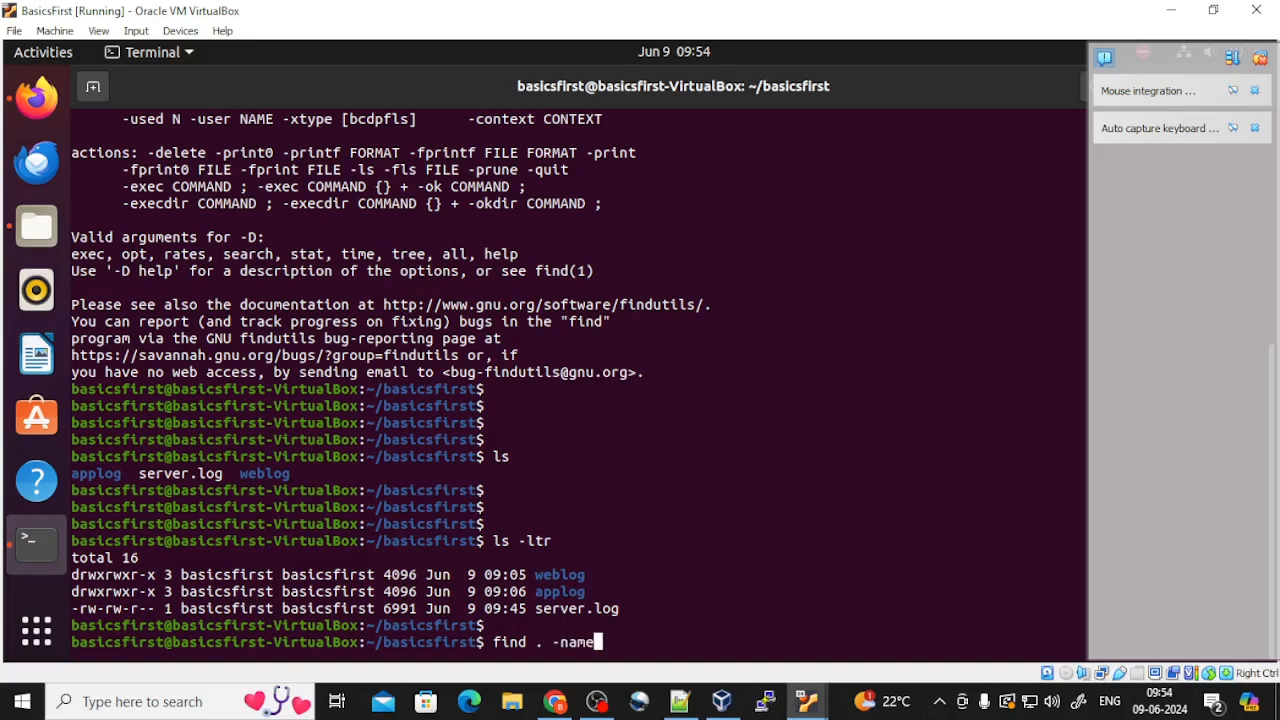 BasicsFirst [Running] - Oracle VM VirtualBox
File Machine View Input Devices Help
Activities Terminal Jun 9 09:54
basicsfirst@basicsfirst-VirtualBox: ~/basicsfirst
Mouse integration ...
Auto capture keyboard ...
-used N -user NAME -xtype [bcdpfls] -context CONTEXT
actions: -delete -print0 -printf FORMAT -fprintf FILE FORMAT -print
-fprint0 FILE -fprint FILE -ls -fls FILE -prune -quit
-exec COMMAND ; -exec COMMAND {} + -ok COMMAND ;
-execdir COMMAND ; -execdir COMMAND {} + -okdir COMMAND ;
Valid arguments for -D:
exec, opt, rates, search, stat, time, tree, all, help
Use '-D help' for a description of the options, or see find(1)
Please see also the documentation at http://www.gnu.org/software/findutils/.
You can report (and track progress on fixing) bugs in the "find"
program via the GNU findutils bug-reporting page at
https://savannah.gnu.org/bugs/?group=findutils or, if
you have no web access, by sending email to <bug-findutils@gnu.org>.
basicsfirst@basicsfirst-VirtualBox:~/basicsfirst$
basicsfirst@basicsfirst-VirtualBox:~/basicsfirst$
basicsfirst@basicsfirst-VirtualBox:~/basicsfirst$
basicsfirst@basicsfirst-VirtualBox:~/basicsfirst$
basicsfirst@basicsfirst-VirtualBox:~/basicsfirst$ ls
applog server.log weblog
basicsfirst@basicsfirst-VirtualBox:~/basicsfirst$
basicsfirst@basicsfirst-VirtualBox:~/basicsfirst$
basicsfirst@basicsfirst-VirtualBox:~/basicsfirst$
basicsfirst@basicsfirst-VirtualBox:~/basicsfirst$ ls -ltr
total 16
drwxrwxr-x 3 basicsfirst basicsfirst 4096 Jun 9 09:05 weblog
drwxrwxr-x 3 basicsfirst basicsfirst 4096 Jun 9 09:06 applog
-rw-rw-r-- 1 basicsfirst basicsfirst 6991 Jun 9 09:45 server.log
basicsfirst@basicsfirst-VirtualBox:~/basicsfirst$
basicsfirst@basicsfirst-VirtualBox:~/basicsfirst$ find . -name
Right Ctrl
Type here to search
22°C
ENG
09:54
09-06-2024
2